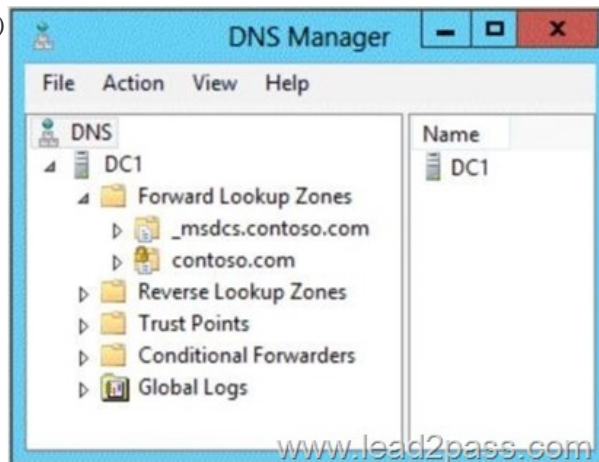 )
DNS Manager
File Action View Help
DNS
DC1
Forward Lookup Zones
_msdcs.contoso.com
contoso.com
Reverse Lookup Zones
Trust Points
Conditional Forwarders
Global Logs
Name
DC1
www.lead2pass.com